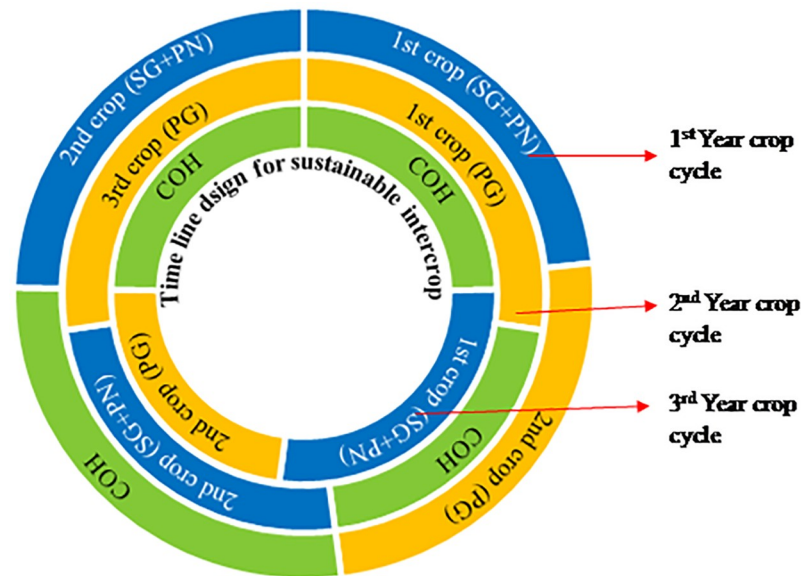 2nd crop (SG+PN)
1st crop (SG+PN)
3rd crop (PG)
1st crop (PG)
COH
COH
Time line dsign for sustainable intercrop
1st Year crop
cycle
2nd Year crop
cycle
3rd Year crop
cycle
2nd crop (PG)
1st crop (SG+PN)
2nd crop (SG+PN)
COH
COH
2nd crop (PG)